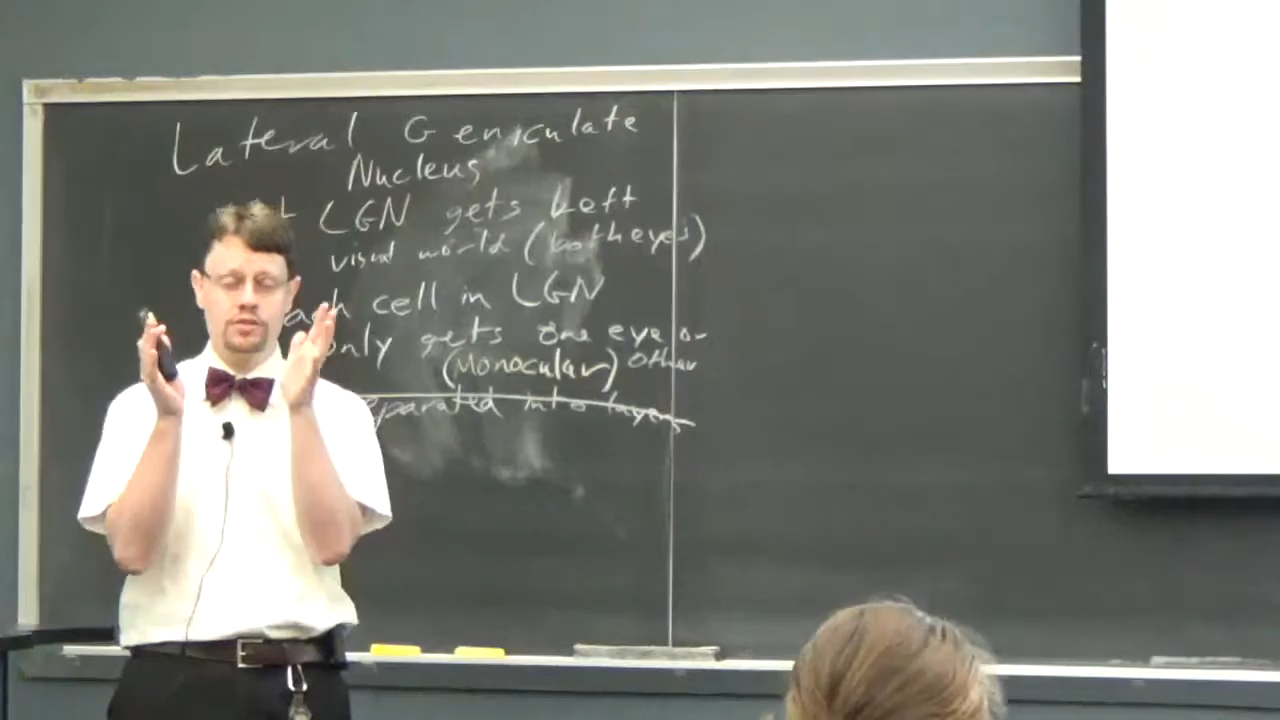 Lateral Geniculate
Nucleus
LGN gets Left
visual world (both eyes)
cell in LGN
only gets one eye or
(Monocular) other
eparated into layers